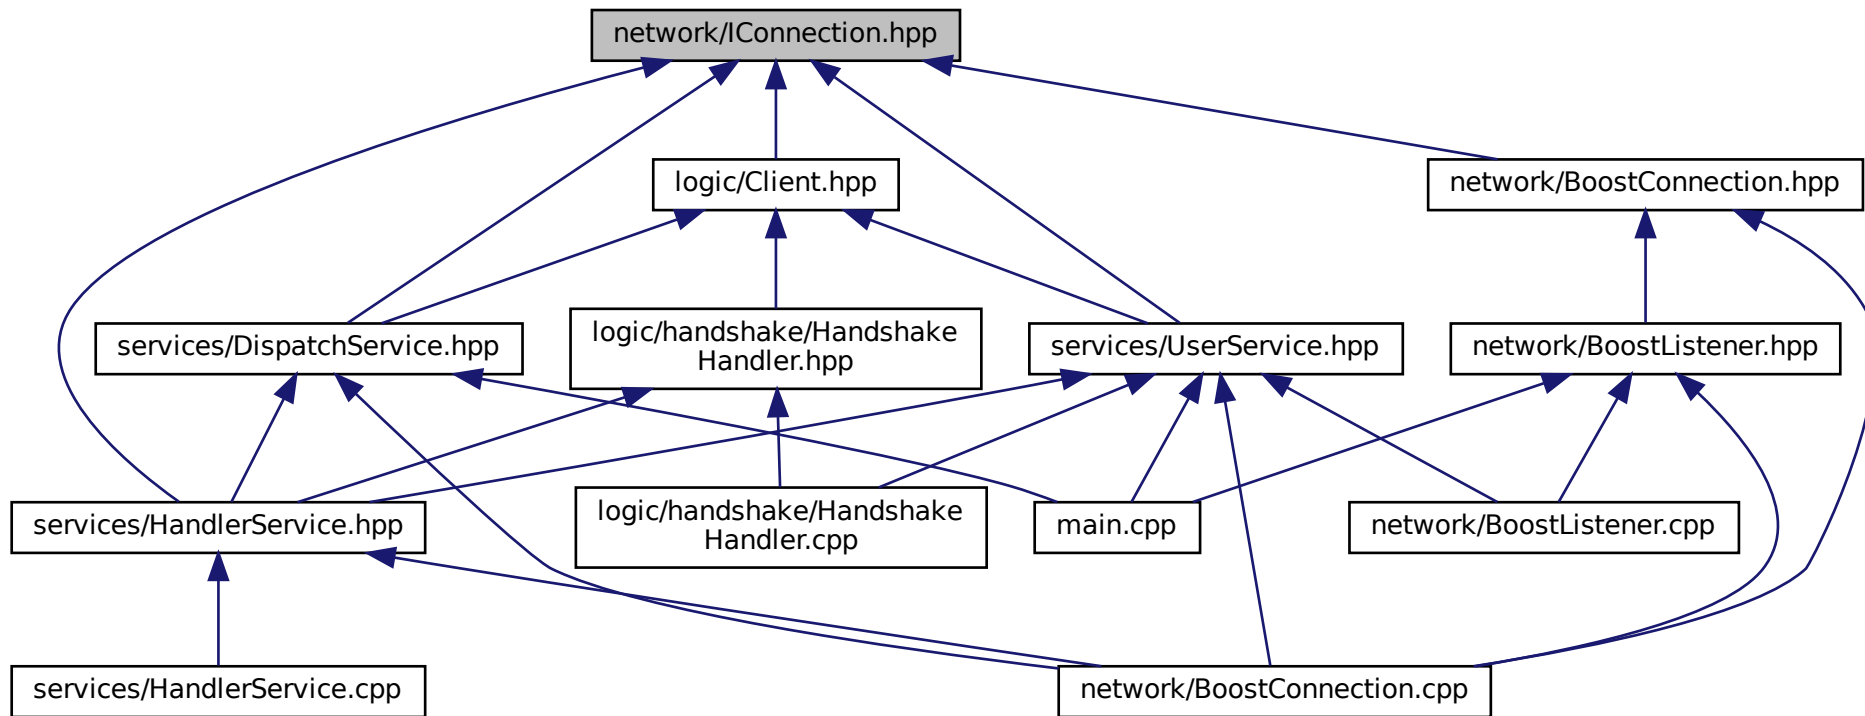 network/IConnection.hpp
logic/Client.hpp
network/BoostConnection.hpp
services/DispatchService.hpp
logic/handshake/Handshake
Handler.hpp
services/UserService.hpp
network/BoostListener.hpp
services/HandlerService.hpp
logic/handshake/Handshake
Handler.cpp
main.cpp
network/BoostListener.cpp
services/HandlerService.cpp
network/BoostConnection.cpp